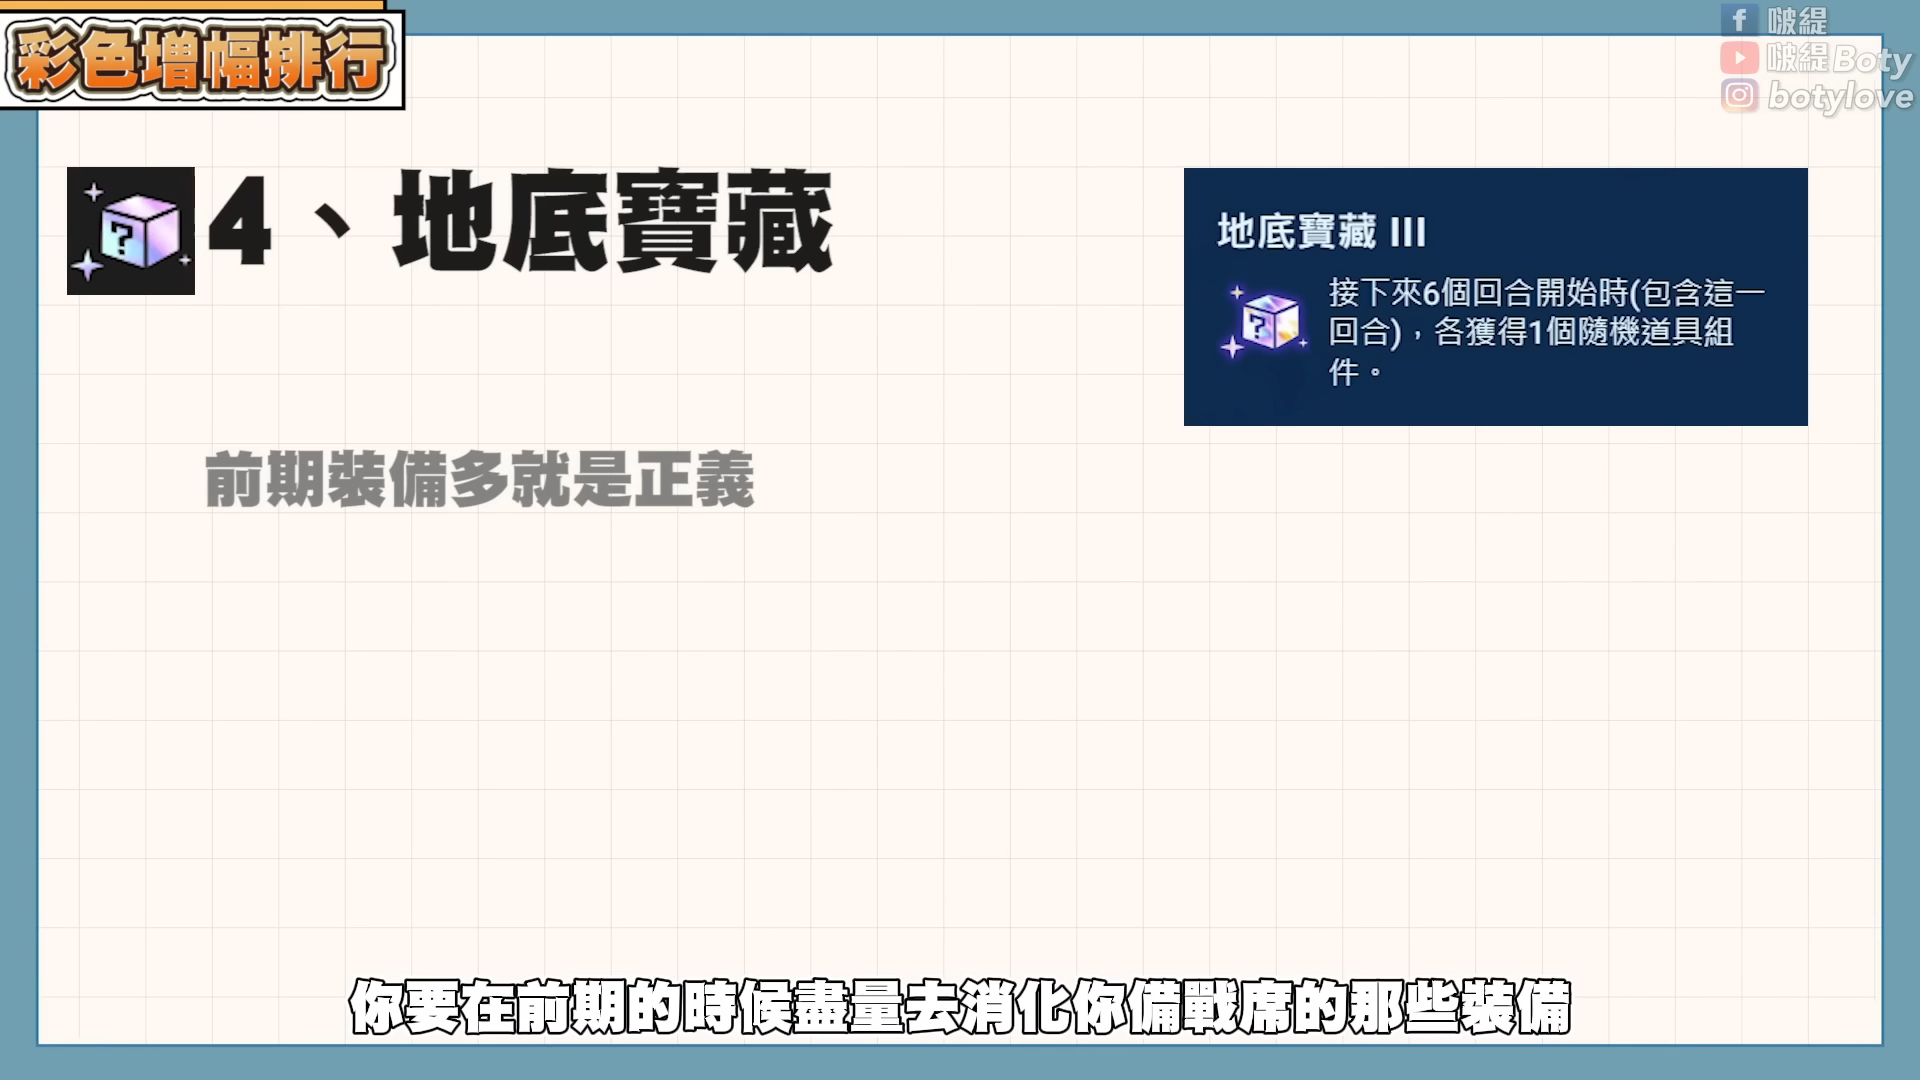 彩色增幅排行
啵緹
啵緹Boty
botylove
4、地底寶藏
地底寶藏 III
接下來6個回合開始時(包含這一
回合)，各獲得1個隨機道具組
件。
前期裝備多就是正義
你要在前期的時候盡量去消化你備戰席的那些裝備